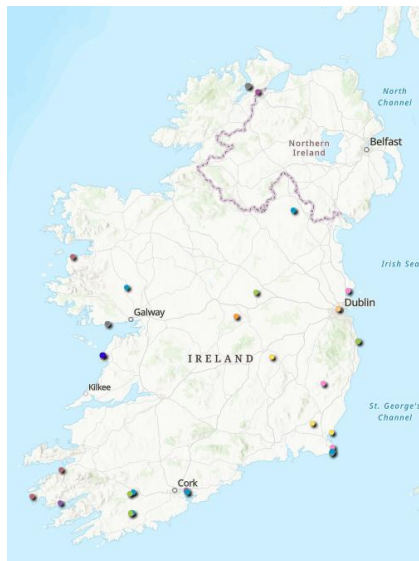 North
Channel
Northern
Ireland
Belfast
Irish Sea
Galway
Dublin
IRELAND
Kilkee
St. George's
Channel
Cork